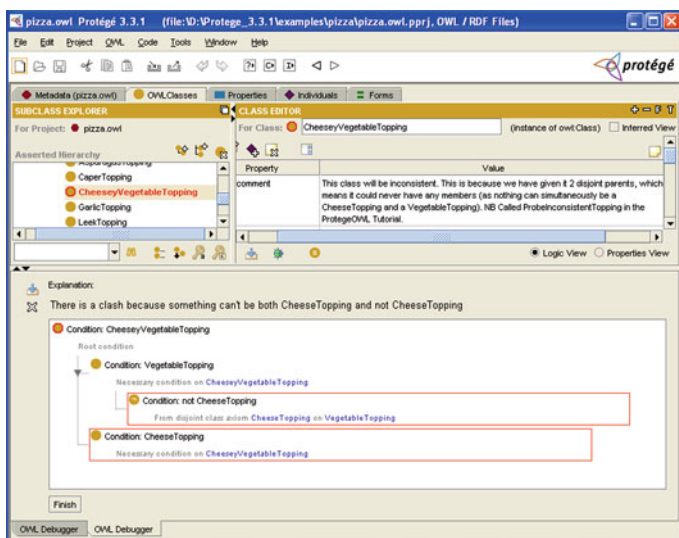 pizza.owl Protégé 3.3.1 (file:\D:\Protege_3.3.1\examples\pizza\pizza.owl.pprj, OWL / RDF Files)
File Edit Project OWL Code Tools Window Help
protégé
Metadata (pizza.owl) OWLClasses Properties Individuals Forms
SUBCLASS EXPLORER
CLASS EDITOR
For Project: pizza.owl
For Class: CheeseyVegetableTopping (instance of owl:Class) Inferred View
Asserted Hierarchy
AsparagusTopping
CaperTopping
CheeseyVegetableTopping
GarlicTopping
LeekTopping
Property Value
comment
This class will be inconsistent. This is because we have given it 2 disjoint parents, which
means it could never have any members (as nothing can simultaneously be a
CheeseTopping and a VegetableTopping). NB Called ProbeInconsistentTopping in the
ProtegeOWL Tutorial.
Logic View Properties View
Explanation:
There is a clash because something can't be both CheeseTopping and not CheeseTopping
Condition: CheeseyVegetableTopping
Root condition
Condition: VegetableTopping
Necessary condition on CheeseyVegetableTopping
Condition: not CheeseTopping
From disjoint class axiom CheeseTopping on VegetableTopping
Condition: CheeseTopping
Necessary condition on CheeseyVegetableTopping
Finish
OWL Debugger OWL Debugger